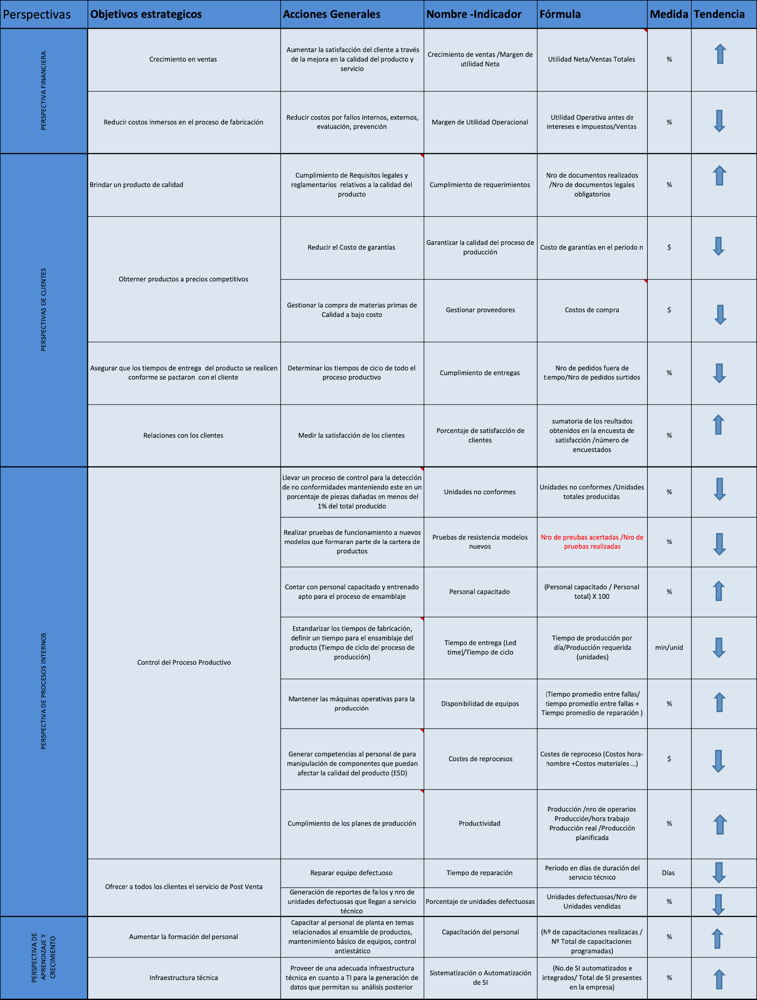 Perspectivas
Objetivos estrategicos
Acciones Generales
Nombre -Indicador
Fórmula
Medida
Tendencia
PERSPECTIVA FINANCIERA
Crecimiento en ventas
Aumentar la satisfacción del cliente a través
de la mejora en la calidad del producto y
servicio
Crecimiento de ventas /Margen de
utilidad Neta
Utilidad Neta/Ventas Totales
%
Reducir costos inmersos en el proceso de fabricación
Reducir costos por fallos internos, externos,
evaluación, prevención
Margen de Utilidad Operacional
Utilidad Operativa antes de
intereses e impuestos/Ventas
%
PERSPECTIVAS DE CLIENTES
Brindar un producto de calidad
Cumplimiento de Requisitos legales y
reglamentarios  relativos a la calidad del
producto
Cumplimiento de requerimientos
Nro de documentos realizados
/Nro de documentos legales
obligatorios
%
Obterner productos a precios competitivos
Reducir el Costo de garantías
Garantizar la calidad del proceso de
producción
Costo de garantías en el periodo n
$
Gestionar la compra de materias primas de
Calidad a bajo costo
Gestionar proveedores
Costos de compra
$
Asegurar que los tiempos de entrega  del producto se realicen
conforme se pactaron  con el cliente
Determinar los tiempos de ciclo de todo el
proceso productivo
Cumplimiento de entregas
Nro de pedidos fuera de
tiempo/Nro de pedidos surtidos
%
Relaciones con los clientes
Medir la satisfacción de los clientes
Porcentaje de satisfacción de
clientes
sumatoria de los reultados
obtenidos en la encuesta de
satisfacción /número de
encuestados
%
PERSPECTIVA DE PROCESOS INTERNOS
Control del Proceso Productivo
Llevar un proceso de control para la detección
de no conformidades manteniendo este en un
porcentaje de piezas dañadas en menos del
1% del total producido
Unidades no conformes
Unidades no conformes /Unidades
totales producidas
%
Realizar pruebas de funcionamiento a nuevos
modelos que formaran parte de la cartera de
productos
Pruebas de resistencia modelos
nuevos
Nro de preubas acertadas /Nro de
pruebas realizadas
%
Contar con personal capacitado y entrenado
apto para el proceso de ensamblaje
Personal capacitado
(Personal capacitado / Personal
total) X 100
%
Estandarizar los tiempos de fabricación,
definir un tiempo para el ensamblaje del
producto (Tiempo de ciclo del proceso de
producción)
Tiempo de entrega (Led
time)/Tiempo de ciclo
Tiempo de producción por
día/Producción requerida
(unidades)
min/unid
Mantener las máquinas operativas para la
producción
Disponibilidad de equipos
(Tiempo promedio entre fallas/
tiempo promedio entre fallas +
Tiempo promedio de reparación )
%
Generar competencias al personal de para
manipulación de componentes que puedan
afectar la calidad del producto (ESD)
Costes de reprocesos
Costes de reproceso (Costos hora-
hombre +Costos materiales ...)
$
Cumplimiento de los planes de producción
Productividad
Producción /nro de operarios
Producción/hora trabajo
Producción real /Producción
planificada
%
Ofrecer a todos los clientes el servicio de Post Venta
Reparar equipo defectuoso
Tiempo de reparación
Periodo en días de duración del
servicio técnico
Días
Generación de reportes de fallos y nro de
unidades defectuosas que llegan a servicio
técnico
Porcentaje de unidades defectuosas
Unidades defectuosas/Nro de
Unidades vendidas
%
PERSPECTIVA DE
APRENDIZAJE Y
CRECIMIENTO
Aumentar la formación del personal
Capacitar al personal de planta en temas
relacionados al ensamble de productos,
mantenimiento básico de equipos, control
antiestático
Capacitación del personal
(Nº de capacitaciones realizadas /
Nº Total de capacitaciones
programadas)
%
Infraestructura técnica
Proveer de una adecuada infraestructura
técnica en cuanto a TI para la generación de
datos que permitan su  análisis posterior
Sistematización o Automatización
de SI
(No.de SI automatizados e
integrados/ Total de SI presentes
en la empresa)
%